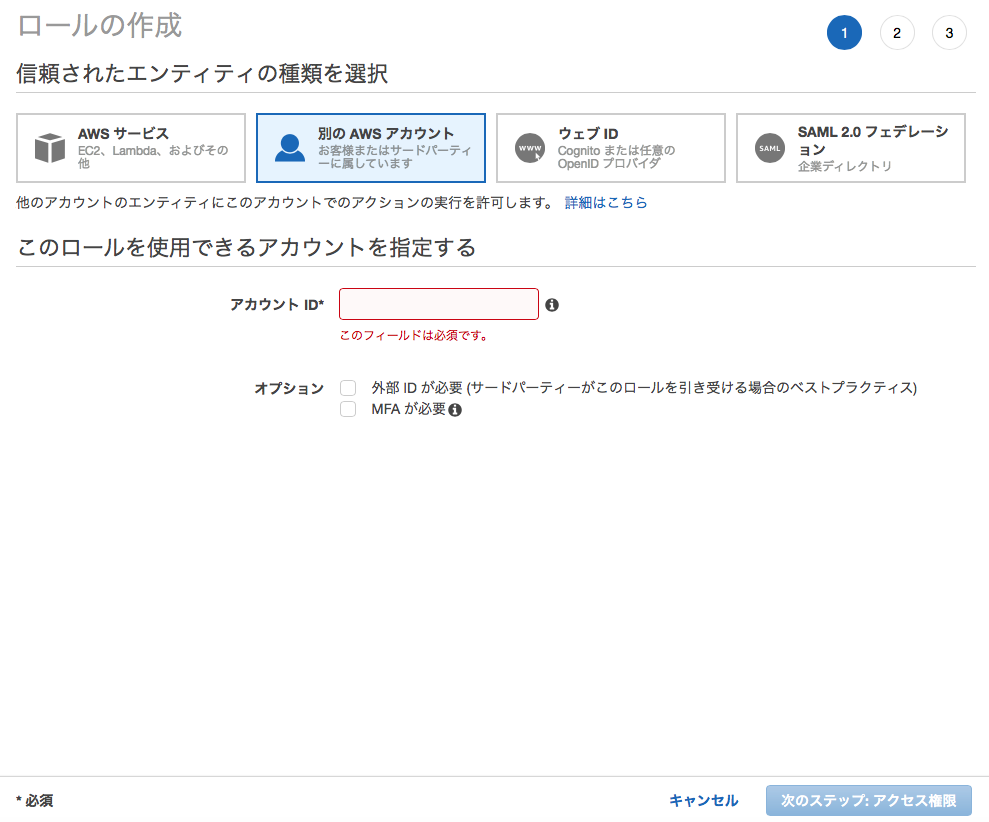 ロールの作成
1 2 3
信頼されたエンティティの種類を選択
AWS サービス
EC2、Lambda、およびその
他
別の AWS アカウント
お客様またはサードパーティ
ーに属しています
WWW
ウェブ ID
Cognito または任意の
OpenID プロバイダ
SAML
SAML 2.0 フェデレーシ
ョン
企業ディレクトリ
他のアカウントのエンティティにこのアカウントでのアクションの実行を許可します。 詳細はこちら
このロールを使用できるアカウントを指定する
アカウント ID*
このフィールドは必須です。
オプション 外部 ID が必要 (サードパーティーがこのロールを引き受ける場合のベストプラクティス)
MFA が必要
* 必須 キャンセル 次のステップ: アクセス権限